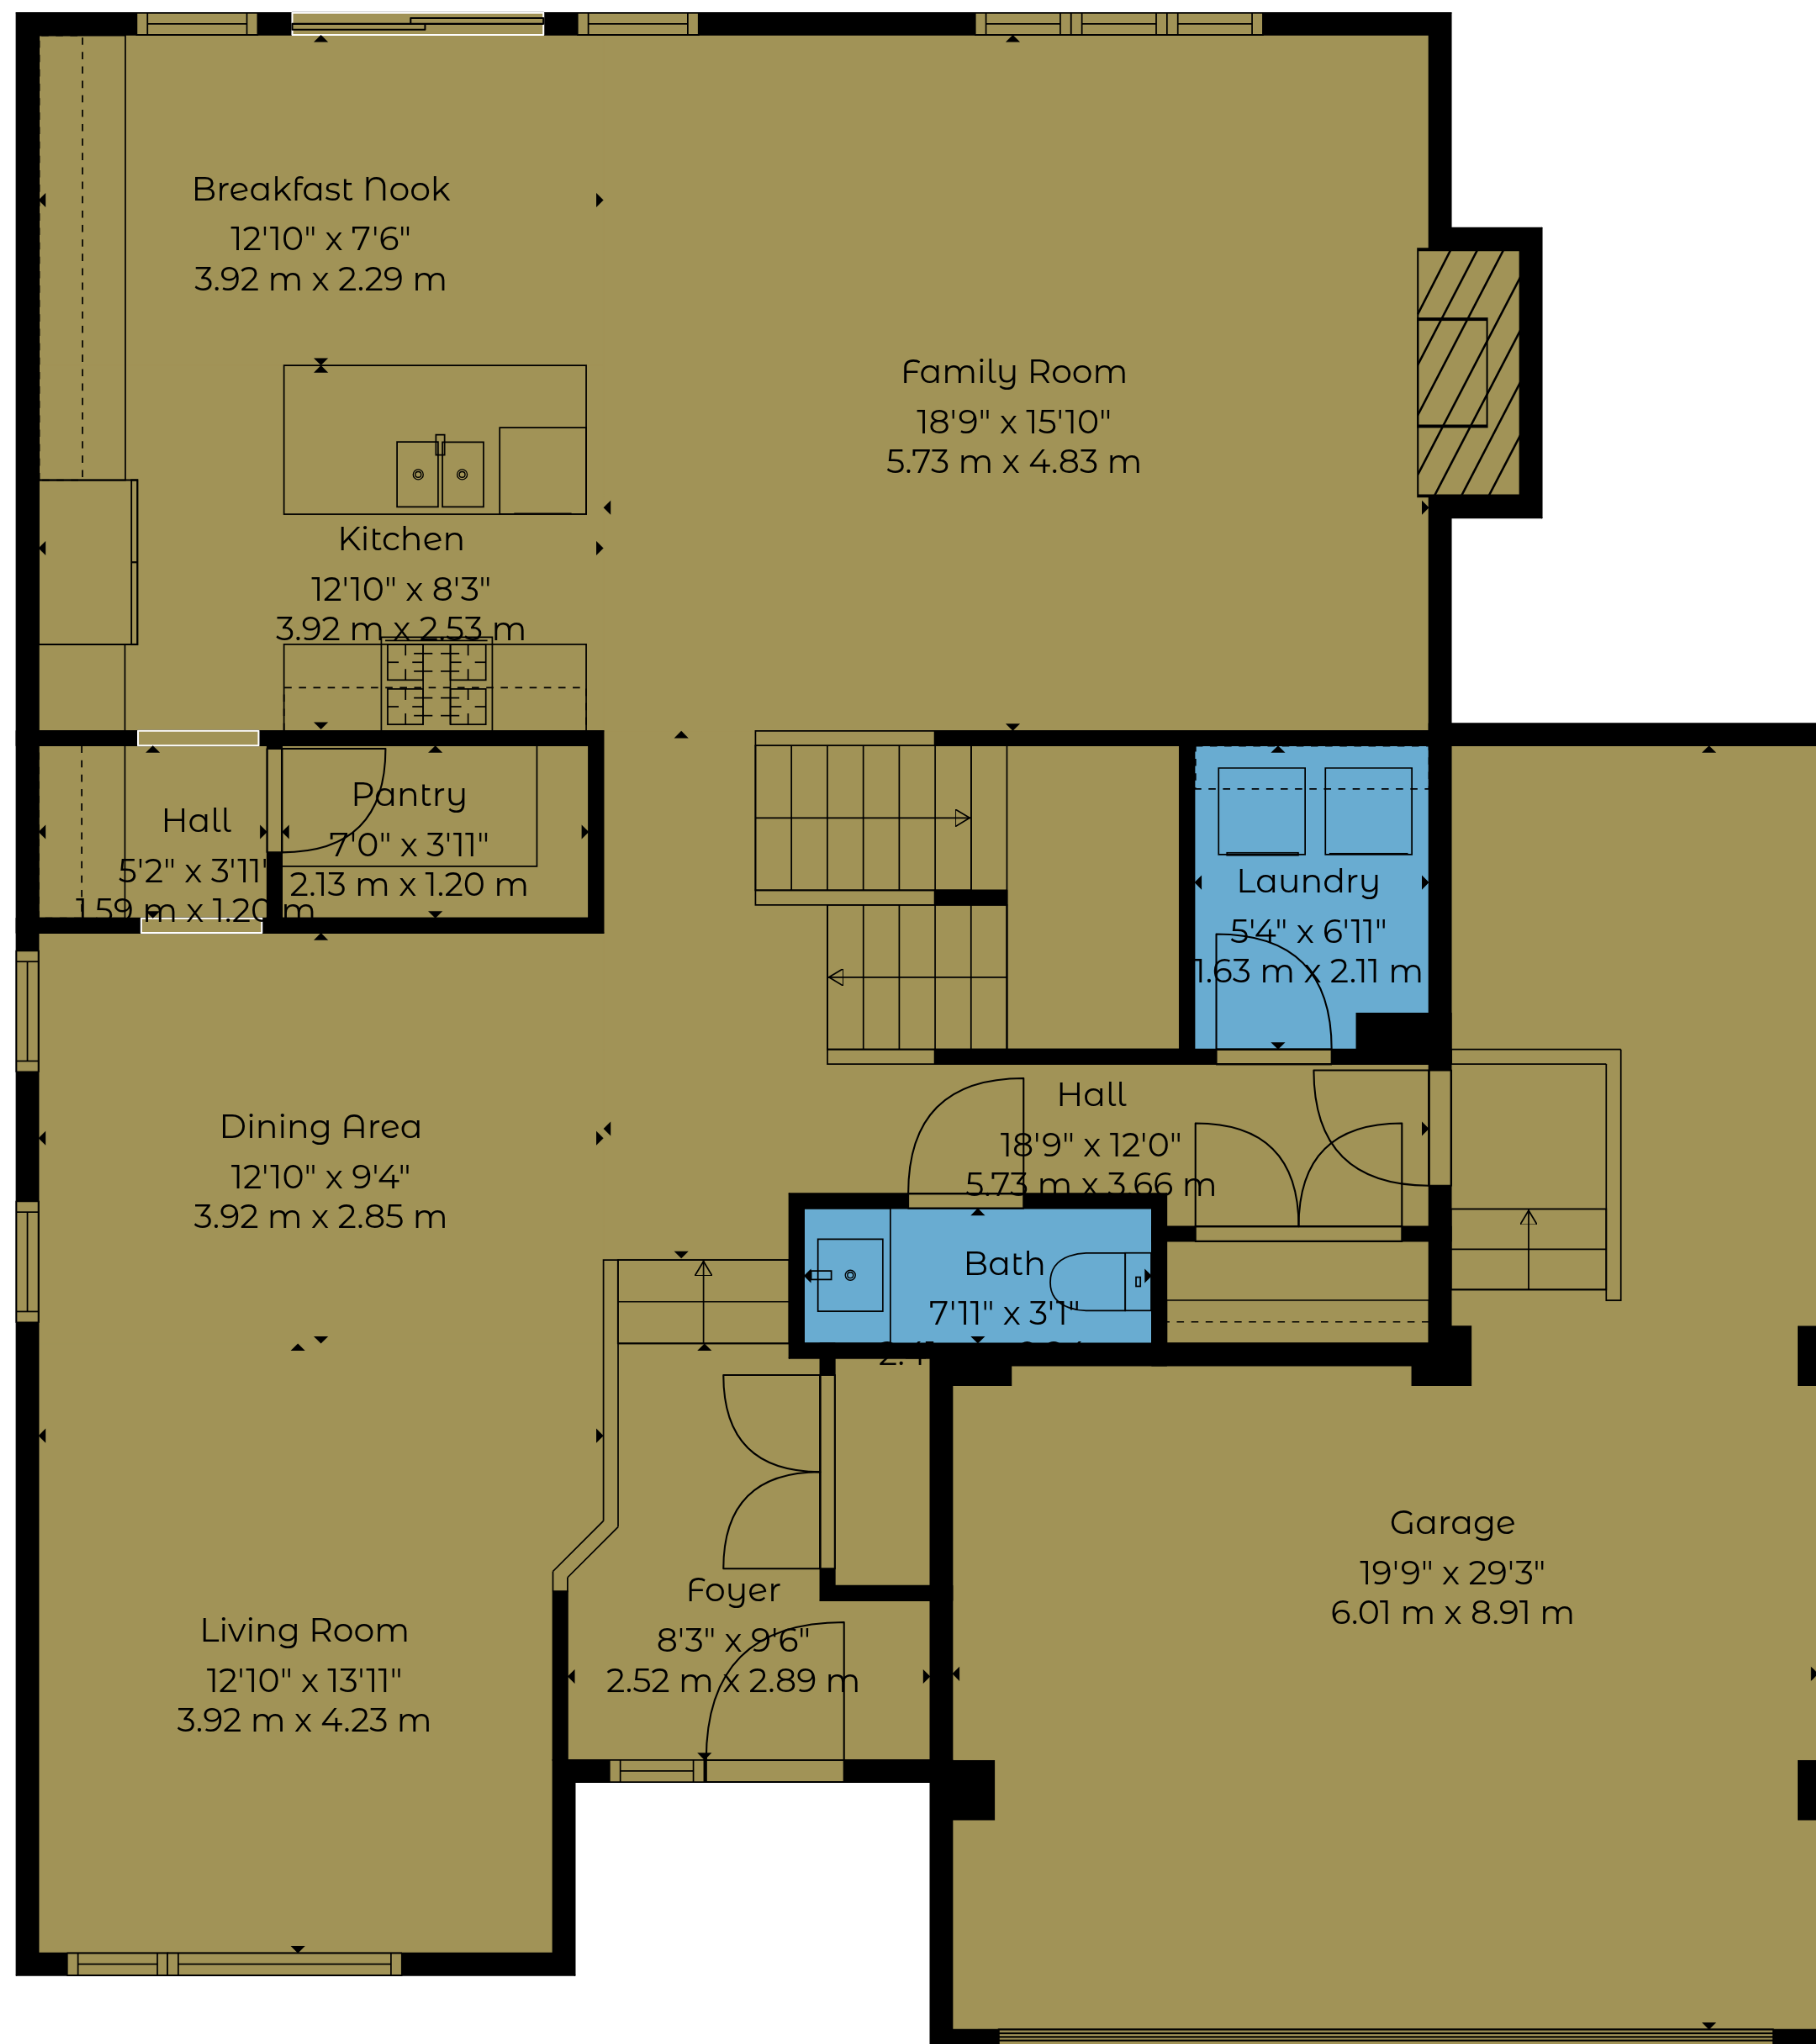 Breakfast Nook
12'10" x 7'6"
3.92 m x 2.29 m
Family Room
18'9" x 15'10"
5.73 m x 4.83 m
Kitchen
12'10" x 8'3"
3.92 m x 2.53 m
Hall
5'2" x 3'11"
1.59 m x 1.20 m
Pantry
7'0" x 3'11"
2.13 m x 1.20 m
Laundry
5'4" x 6'11"
1.63 m x 2.11 m
Hall
18'9" x 12'0"
5.73 m x 3.66 m
Dining Area
12'10" x 9'4"
3.92 m x 2.85 m
Bath
7'11" x 3'1"
Foyer
8'3" x 9'6"
2.52 m x 2.89 m
Garage
19'9" x 29'3"
6.01 m x 8.91 m
Living Room
12'10" x 13'11"
3.92 m x 4.23 m